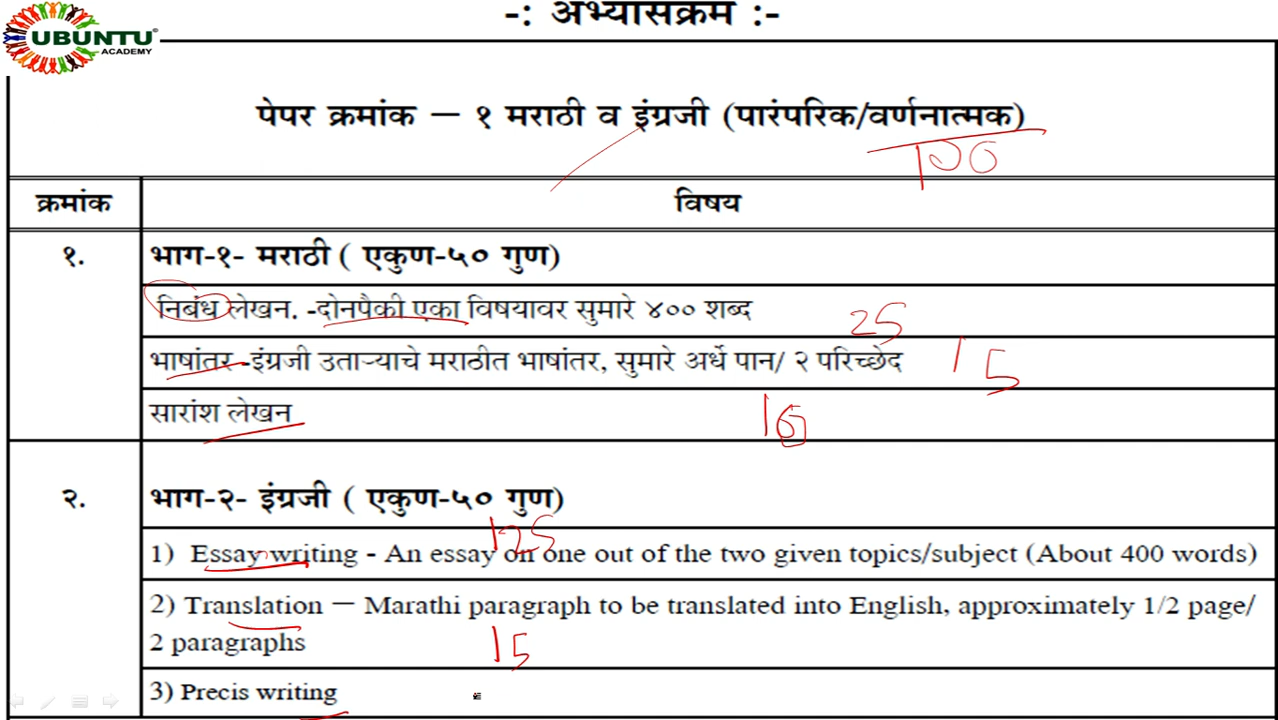 -: अभ्यासक्रम :-
UBUNTU
ACADEMY
पेपर क्रमांक – १ मराठी व इंग्रजी (पारंपरिक/वर्णनात्मक)
100
क्रमांक विषय
१. भाग-१- मराठी ( एकुण-५० गुण)
निबंध लेखन. -दोनपैकी एका विषयावर सुमारे ४०० शब्द 25
भाषांतर -इंग्रजी उताऱ्याचे मराठीत भाषांतर, सुमारे अर्धे पान/ २ परिच्छेद 15
सारांश लेखन
२. भाग-२- इंग्रजी ( एकुण-५० गुण)
25
1) Essay writing - An essay on one out of the two given topics/subject (About 400 words)
2) Translation – Marathi paragraph to be translated into English, approximately 1/2 page/
2 paragraphs 15
3) Precis writing